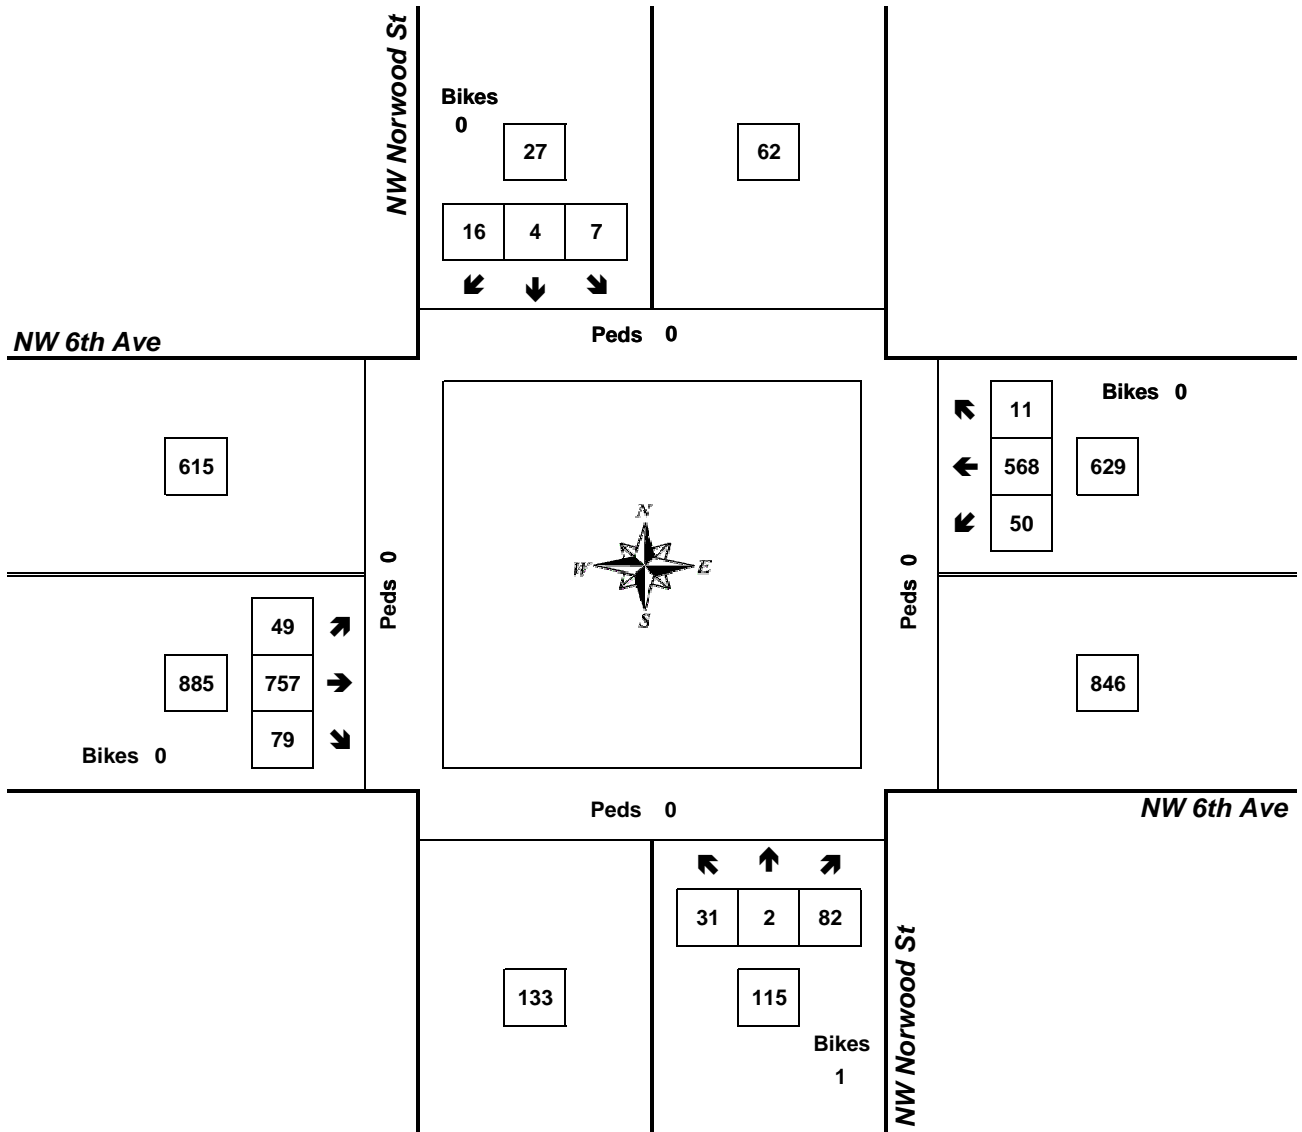 NW Norwood St
Bikes
0
27
62
16 4 7
Peds 0
NW 6th Ave
Bikes 0
11
615
568 629
50
N
W E
S
Peds 0
Peds 0
49
885 757
846
79
Bikes 0
Peds 0
NW 6th Ave
31 2 82
133
115
Bikes
1
NW Norwood St